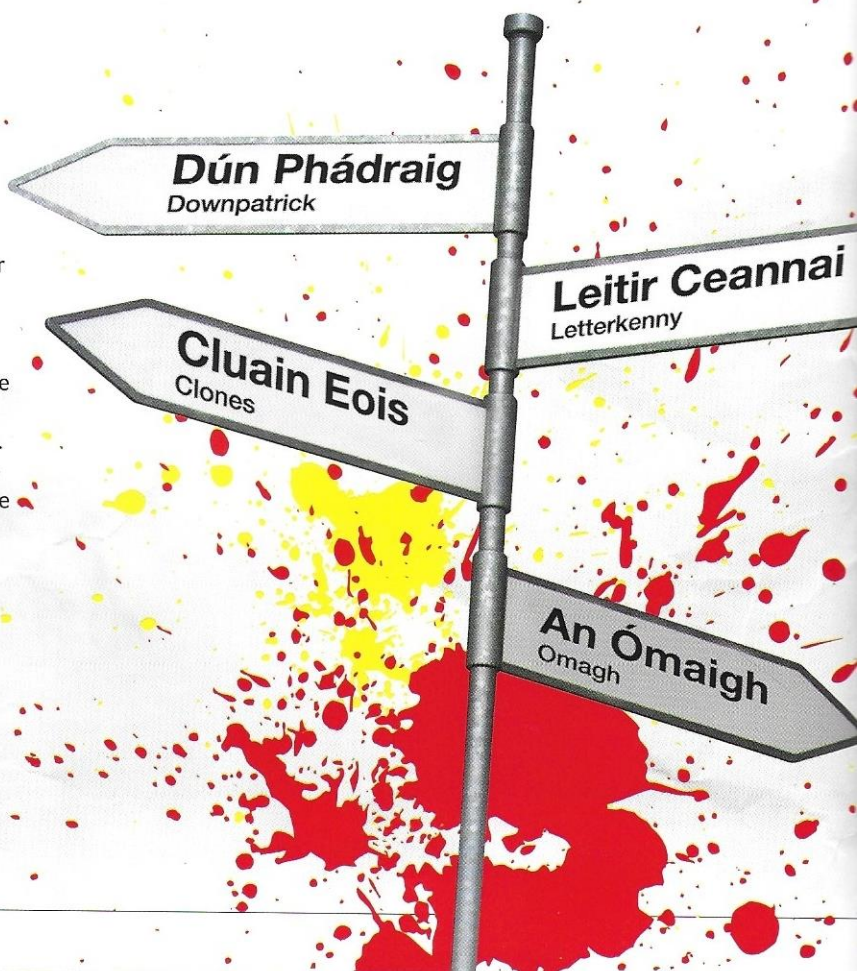 Dún Phádraig
Downpatrick
Leitir Ceannai
Letterkenny
Cluain Eois
Clones
An Ómaigh
Omagh